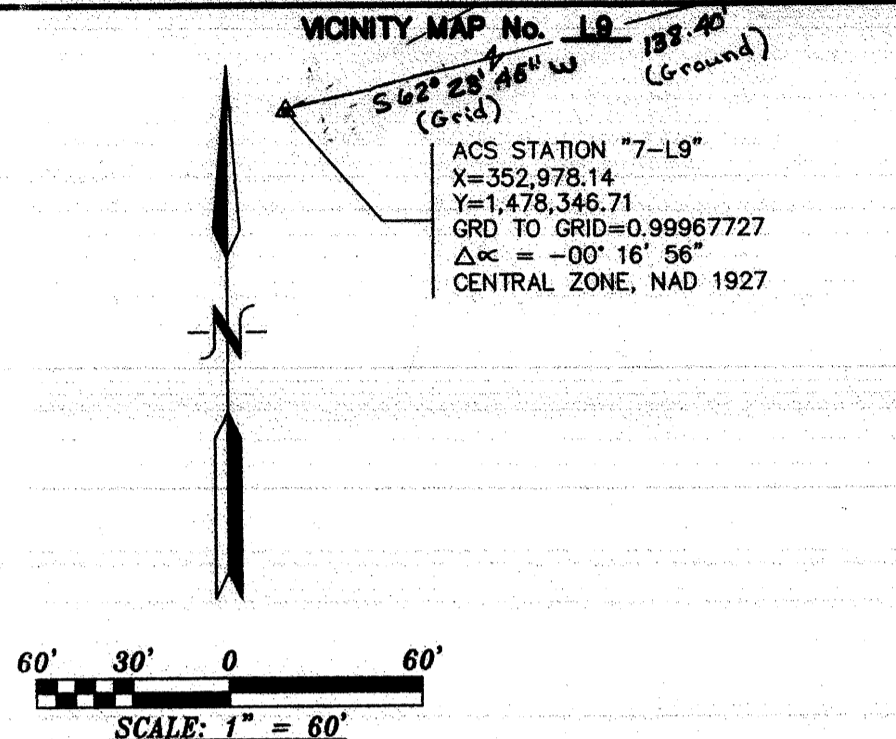 VICINITY MAP No. L9
S 62° 28' 45" W
(Grid)
138.40'
(Ground)
ACS STATION "7-L9"
X=352,978.14
Y=1,478,346.71
GRD TO GRID=0.99967727
Δ∝ = -00° 16' 56"
CENTRAL ZONE, NAD 1927
N
60' 30' 0 60'
SCALE: 1" = 60'